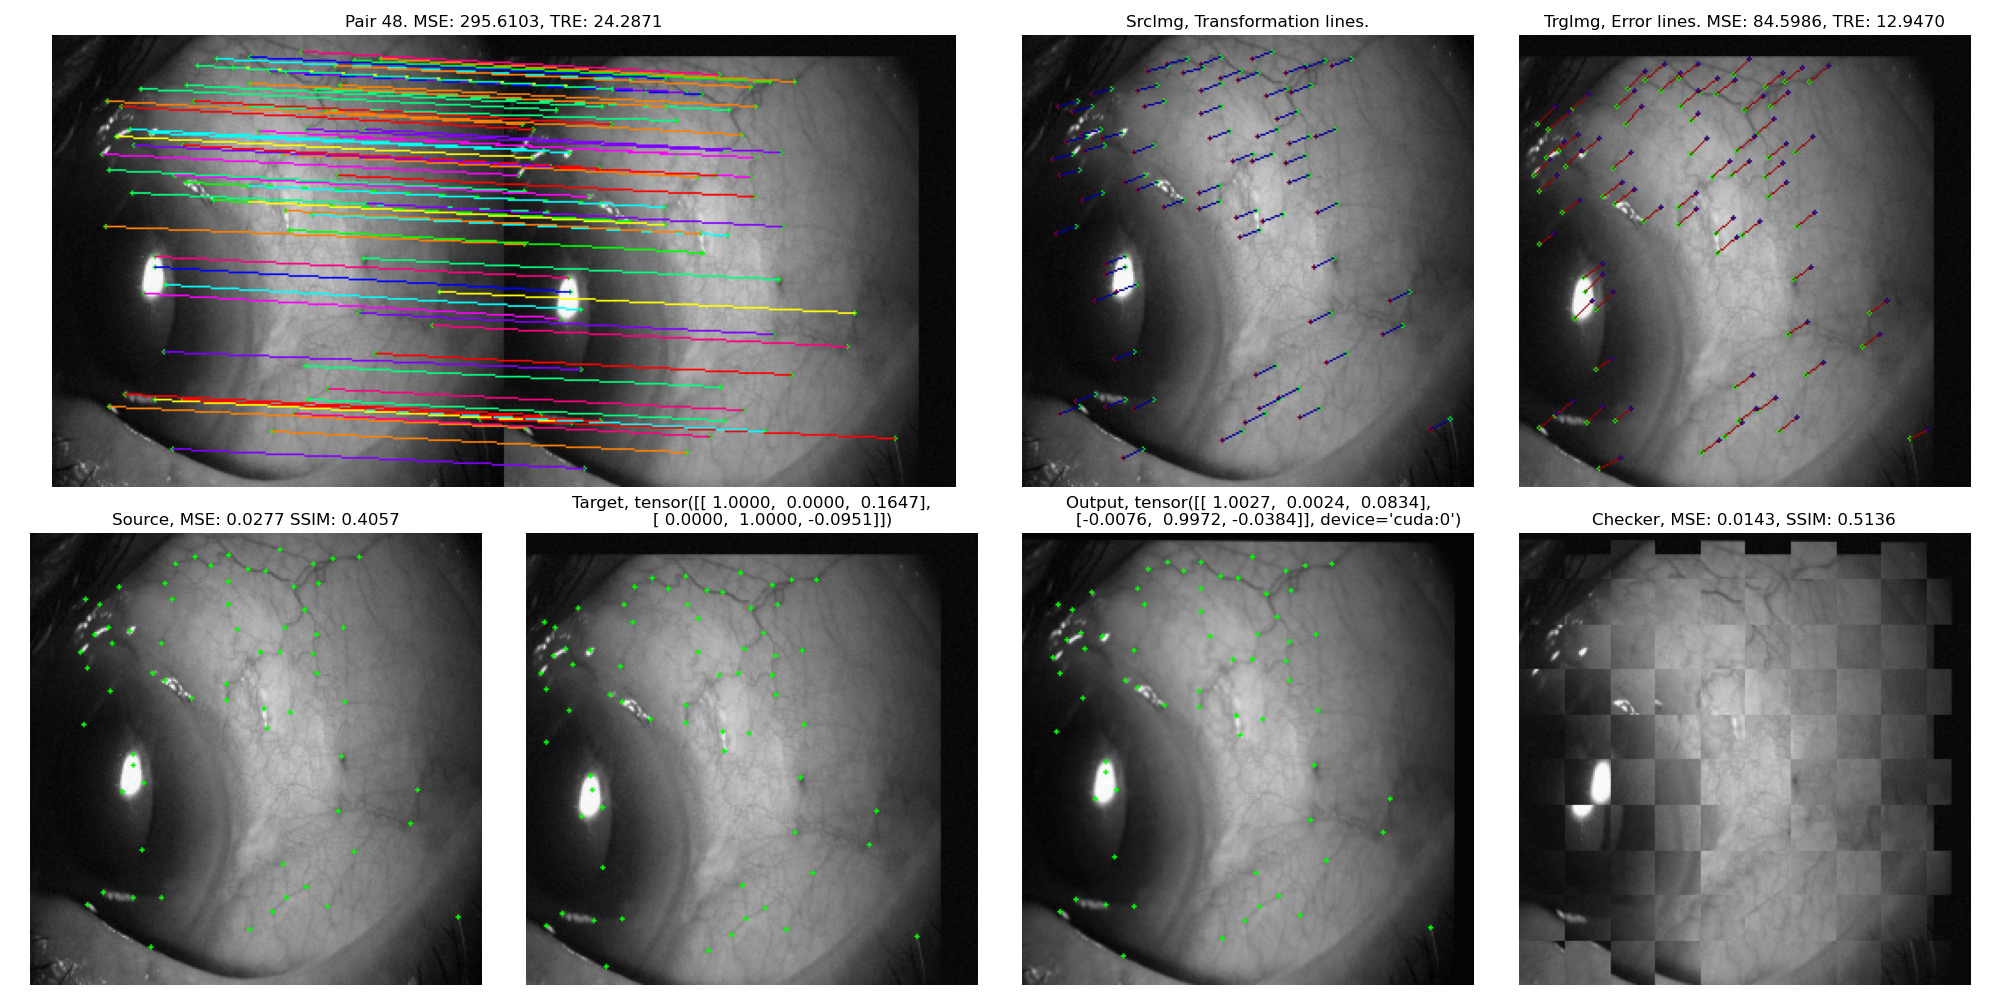 Pair 48. MSE: 295.6103, TRE: 24.2871
SrcImg, Transformation lines.
TrgImg, Error lines. MSE: 84.5986, TRE: 12.9470
Source, MSE: 0.0277 SSIM: 0.4057
Target, tensor([[ 1.0000,  0.0000,  0.1647],
[ 0.0000,  1.0000, -0.0951]])
Output, tensor([[ 1.0027,  0.0024,  0.0834],
[-0.0076,  0.9972, -0.0384]], device='cuda:0')
Checker, MSE: 0.0143, SSIM: 0.5136